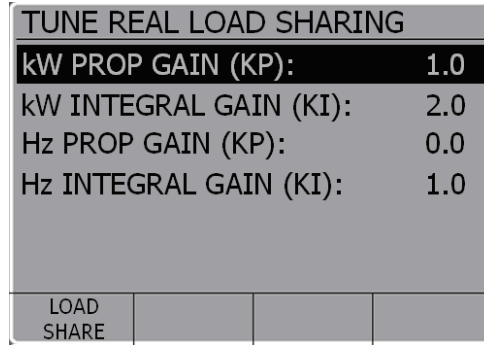 TUNE REAL LOAD SHARING
kW PROP GAIN (KP): 1.0
kW INTEGRAL GAIN (KI): 2.0
Hz PROP GAIN (KP): 0.0
Hz INTEGRAL GAIN (KI): 1.0
LOAD
SHARE